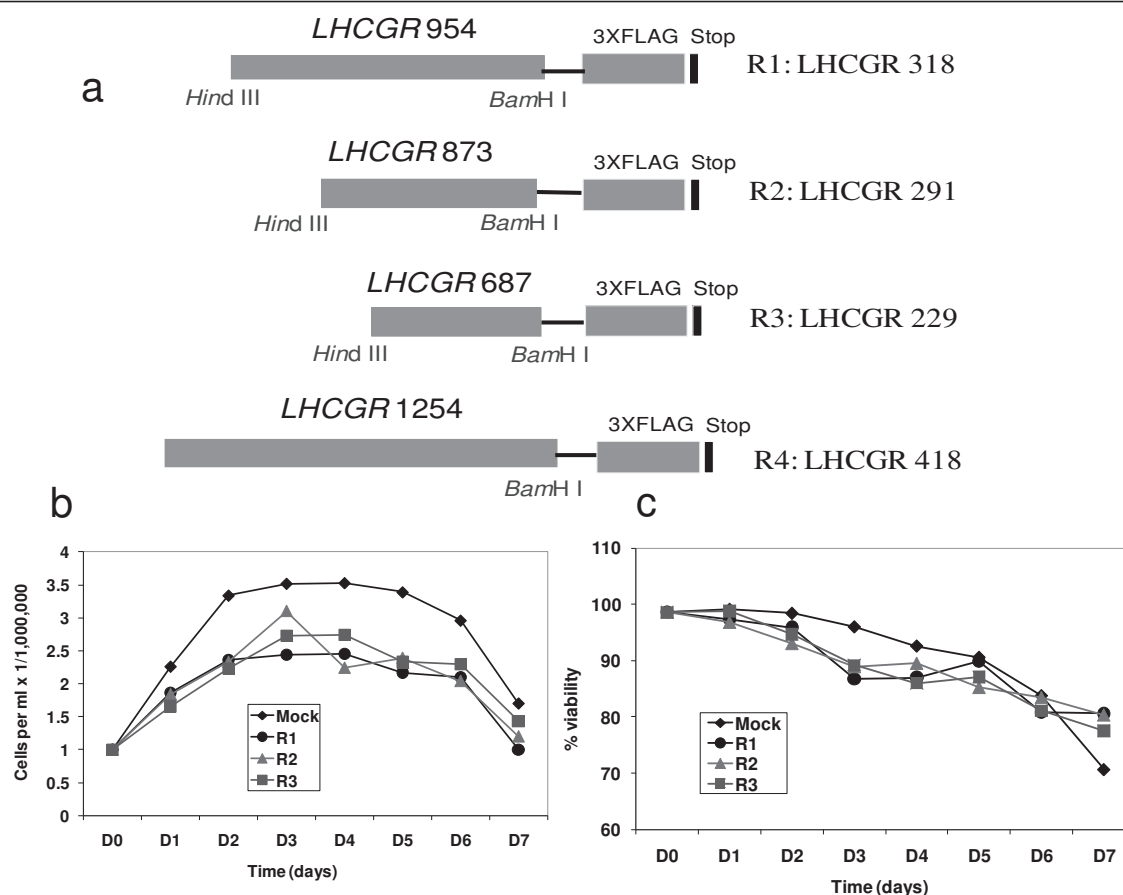 LHCGR 954
3XFLAG Stop
R1: LHCGR 318
a
Hind III
BamH I
LHCGR 873
3XFLAG Stop
R2: LHCGR 291
Hind III
BamH I
LHCGR 687
3XFLAG Stop
R3: LHCGR 229
Hind III
BamH I
LHCGR 1254
3XFLAG Stop
R4: LHCGR 418
BamH I
b
4
3.5
3
2.5
2
1.5
1
0.5
0
Cells per ml x 1/1,000,000
Mock
R1
R2
R3
D0 D1 D2 D3 D4 D5 D6 D7
Time (days)
c
110
100
90
80
70
60
% viability
Mock
R1
R2
R3
D0 D1 D2 D3 D4 D5 D6 D7
Time (days)